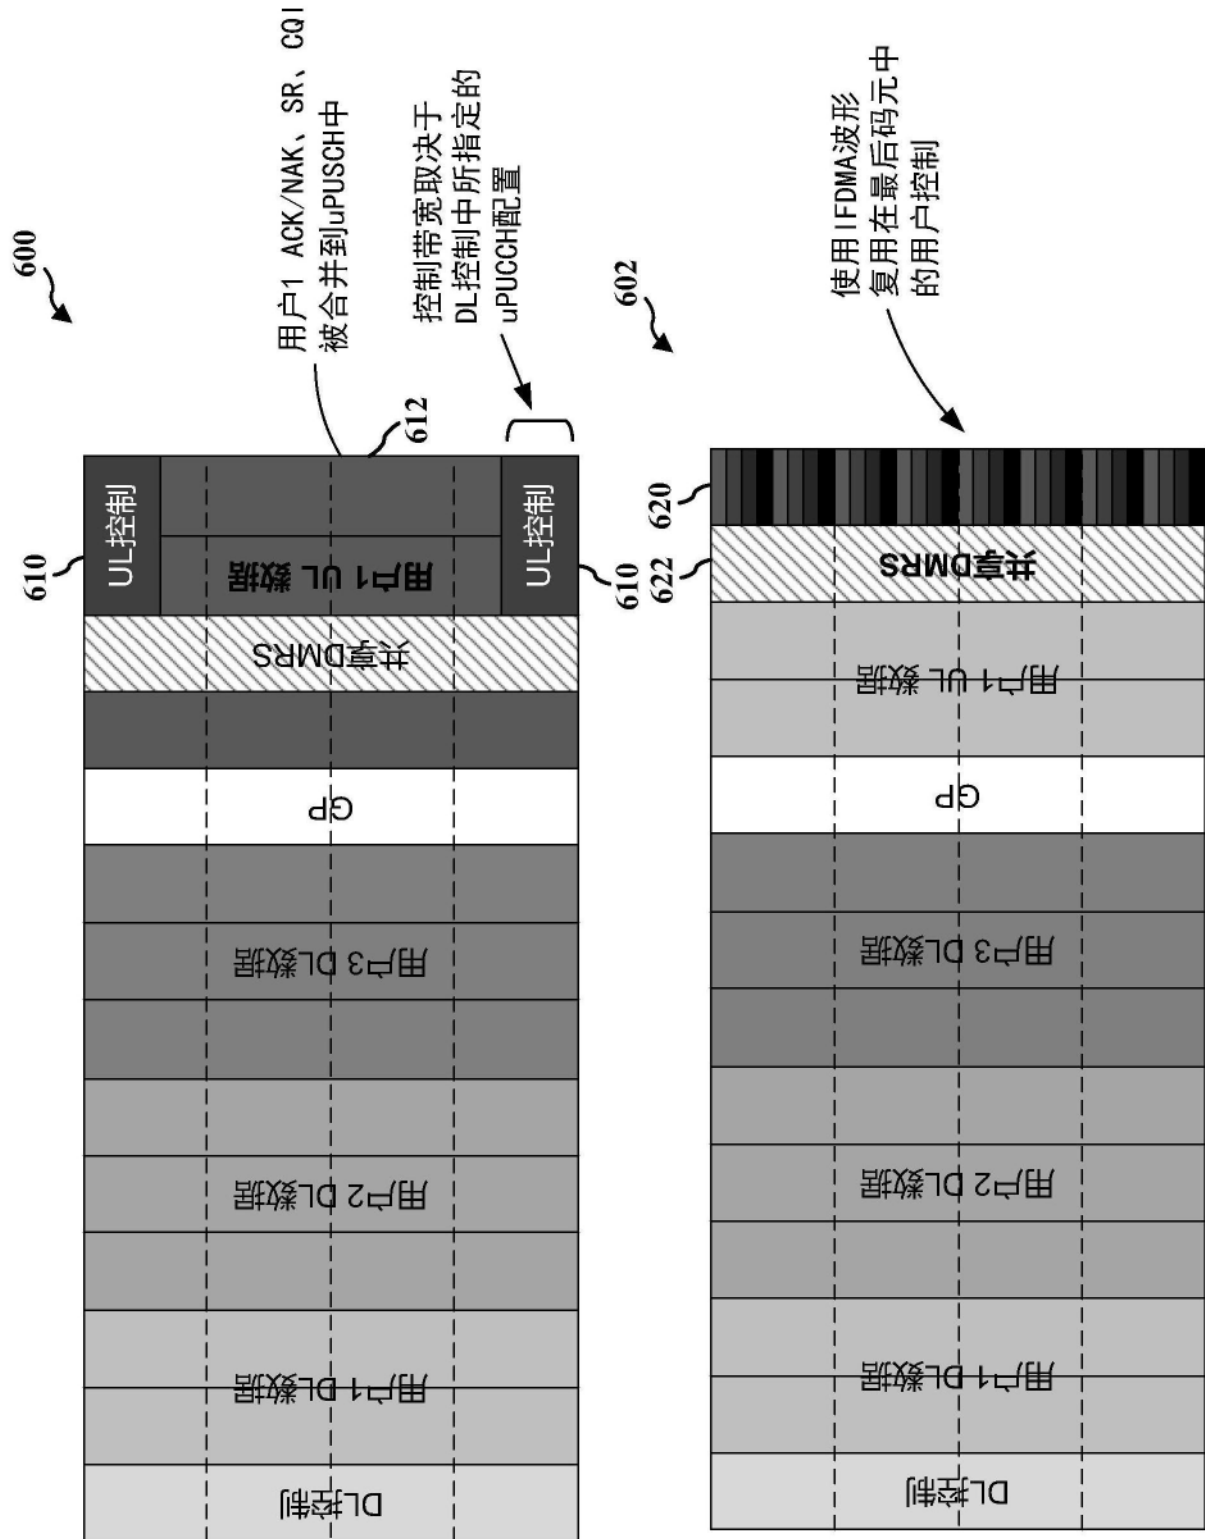 600
用户1 ACK/NAK、SR、CQI
被合并到uPUSCH中
控制带宽取决于
DL控制中所指定的
uPUCCH配置
612
610
610
DL控制
用户1 DL数据
用户2 DL数据
用户3 DL数据
GP
共享DMRS
用户1 UL 数据
UL控制
UL控制
602
使用IFDMA波形
复用在最后码元中
的用户控制
620
622
DL控制
用户1 DL数据
用户2 DL数据
用户3 DL数据
GP
用户1 UL 数据
共享DMRS